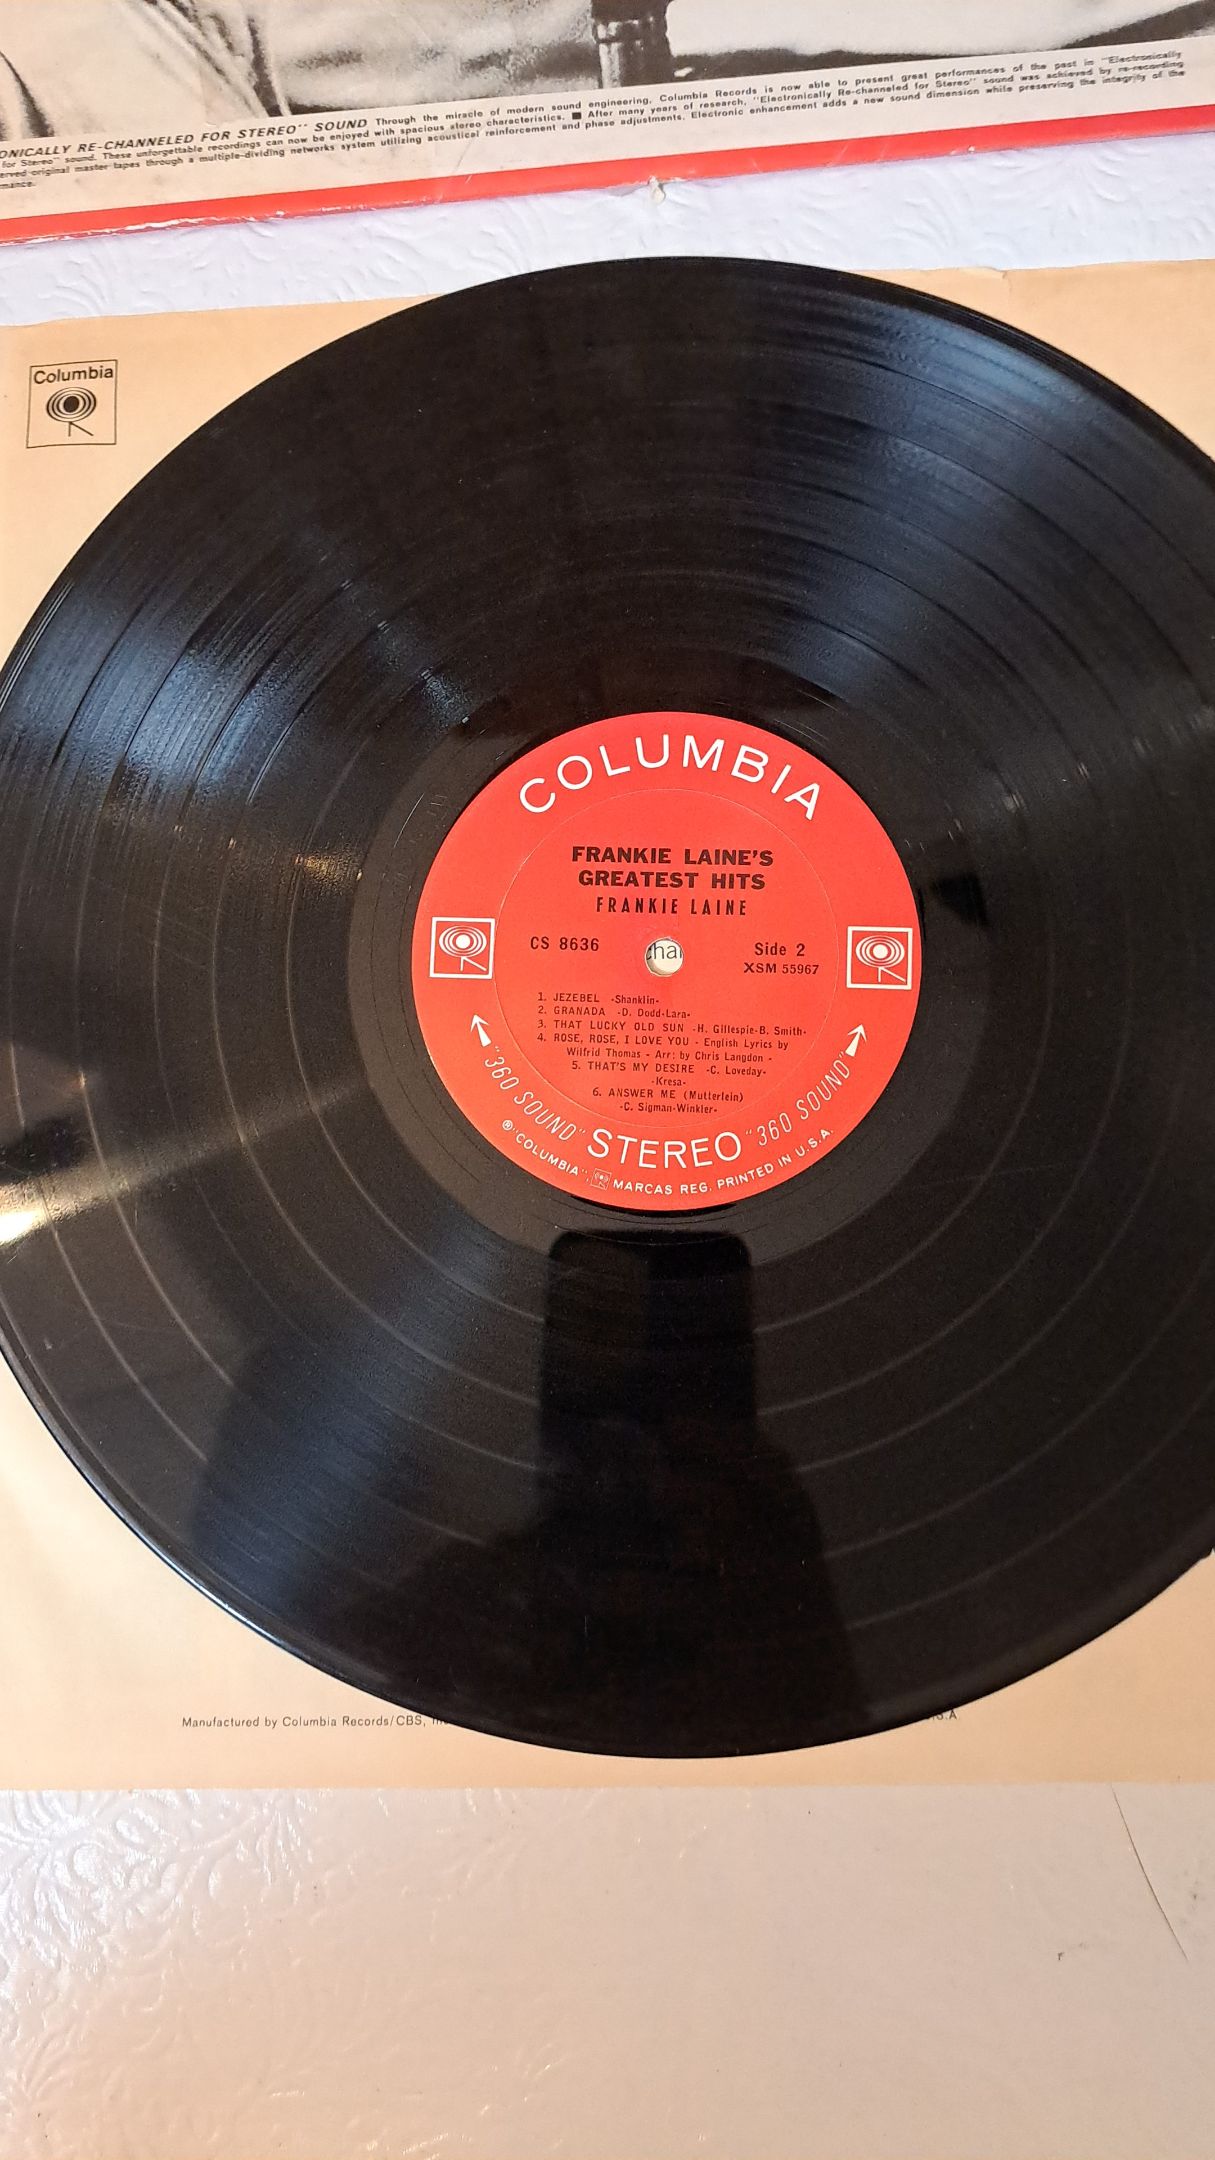 ONICALLY RE-CHANNELED FOR STEREO" SOUND Through the miracle of modern sound engineering, Columbia Records is now able to present great performances of the past in "Electronically
for Stereo" sound. These unforgettable recordings can now be enjoyed with spacious stereo characteristics. ■ After many years of research, "Electronically Re-channeled for Stereo" sound was achieved by re-recording
erved original master tapes through a multiple-dividing networks system utilizing acoustical reinforcement and phase adjustments. Electronic enhancement adds a new sound dimension while preserving the integrity of the
mance.
Columbia
COLUMBIA
FRANKIE LAINE'S
GREATEST HITS
FRANKIE LAINE
CS 8636
Side 2
XSM 55967
1. JEZEBEL -Shanklin-
2. GRANADA -D. Dodd-Lara-
3. THAT LUCKY OLD SUN -H. Gillespie-B. Smith-
4. ROSE, ROSE, I LOVE YOU - English Lyrics by
Wilfrid Thomas - Arr: by Chris Langdon -
5. THAT'S MY DESIRE -C. Loveday-
-Kresa-
6. ANSWER ME (Mutterlein)
-C. Sigman-Winkler-
"360 SOUND" STEREO "360 SOUND"
® "COLUMBIA", MARCAS REG. PRINTED IN U.S.A.
Manufactured by Columbia Records/CBS,